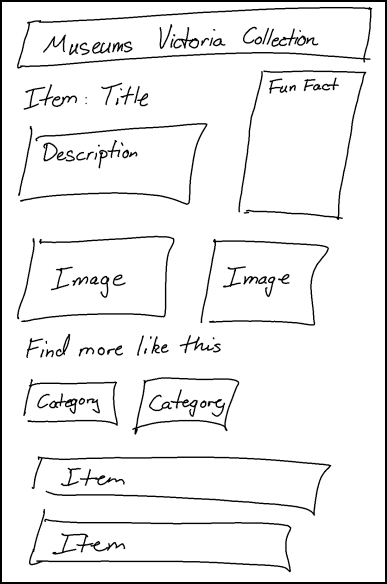 Museums Victoria Collection
Item: Title
Fun Fact
Description
Image
Image
Find more like this
Category
Category
Item
Item